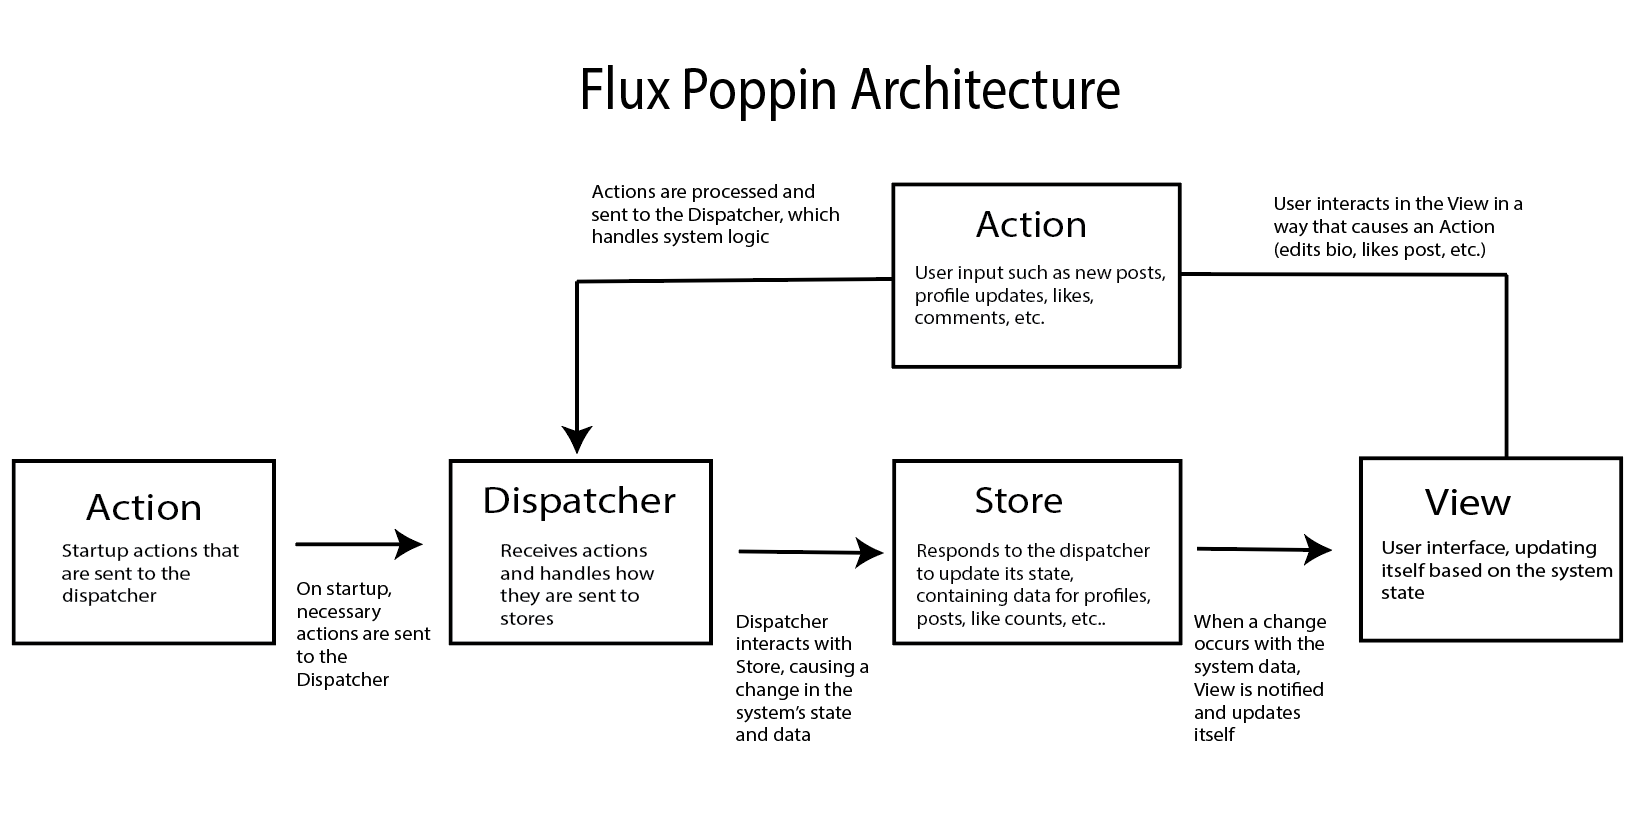 Flux Poppin Architecture
Actions are processed and
sent to the Dispatcher, which
handles system logic
Action
User input such as new posts,
profile updates, likes,
comments, etc.
User interacts in the View in a
way that causes an Action
(edits bio, likes post, etc.)
Action
Startup actions that
are sent to the
dispatcher
On startup,
necessary
actions are sent
to the
Dispatcher
Dispatcher
Receives actions
and handles how
they are sent to
stores
Dispatcher
interacts with
Store, causing a
change in the
system’s state
and data
Store
Responds to the dispatcher
to update its state,
containing data for profiles,
posts, like counts, etc..
When a change
occurs with the
system data,
View is notified
and updates
itself
View
User interface, updating
itself based on the system
state